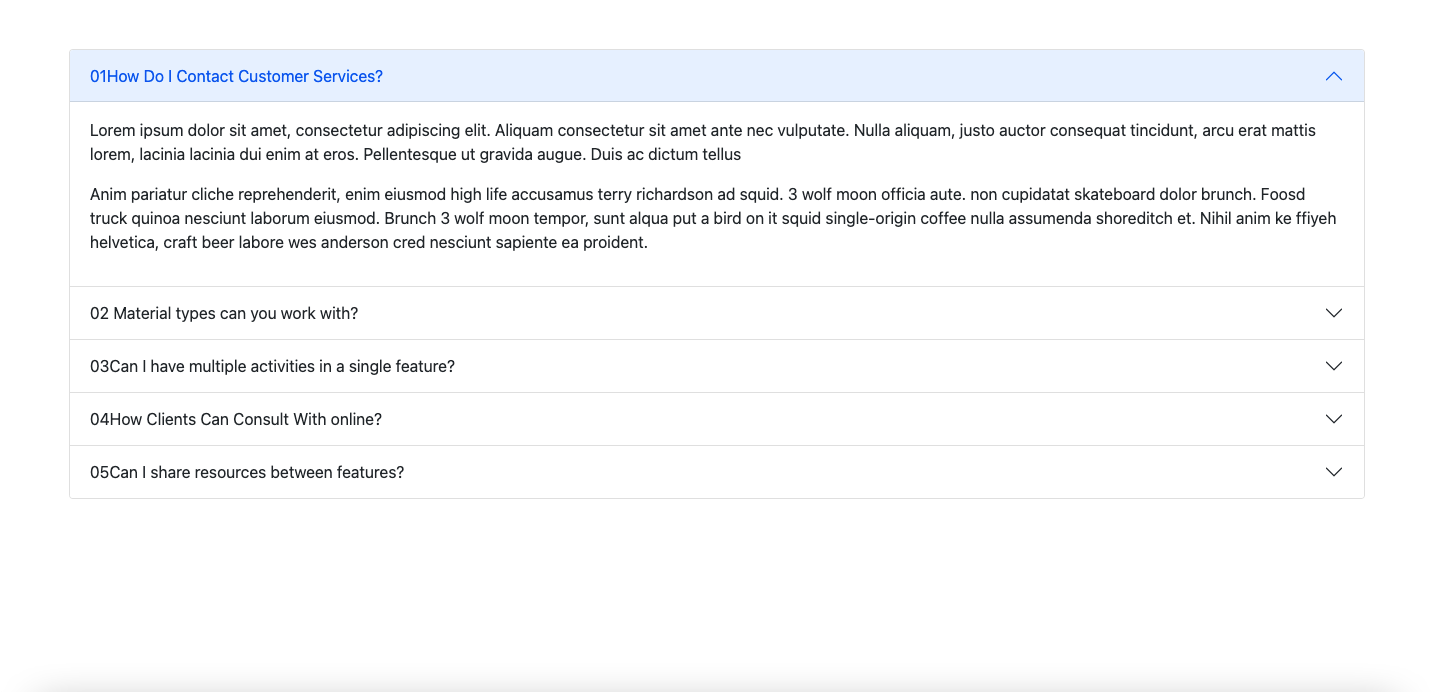 01How Do I Contact Customer Services?
Lorem ipsum dolor sit amet, consectetur adipiscing elit. Aliquam consectetur sit amet ante nec vulputate. Nulla aliquam, justo auctor consequat tincidunt, arcu erat mattis
lorem, lacinia lacinia dui enim at eros. Pellentesque ut gravida augue. Duis ac dictum tellus
Anim pariatur cliche reprehenderit, enim eiusmod high life accusamus terry richardson ad squid. 3 wolf moon officia aute. non cupidatat skateboard dolor brunch. Foosd
truck quinoa nesciunt laborum eiusmod. Brunch 3 wolf moon tempor, sunt alqua put a bird on it squid single-origin coffee nulla assumenda shoreditch et. Nihil anim ke ffiyeh
helvetica, craft beer labore wes anderson cred nesciunt sapiente ea proident.
02 Material types can you work with?
03Can I have multiple activities in a single feature?
04How Clients Can Consult With online?
05Can I share resources between features?